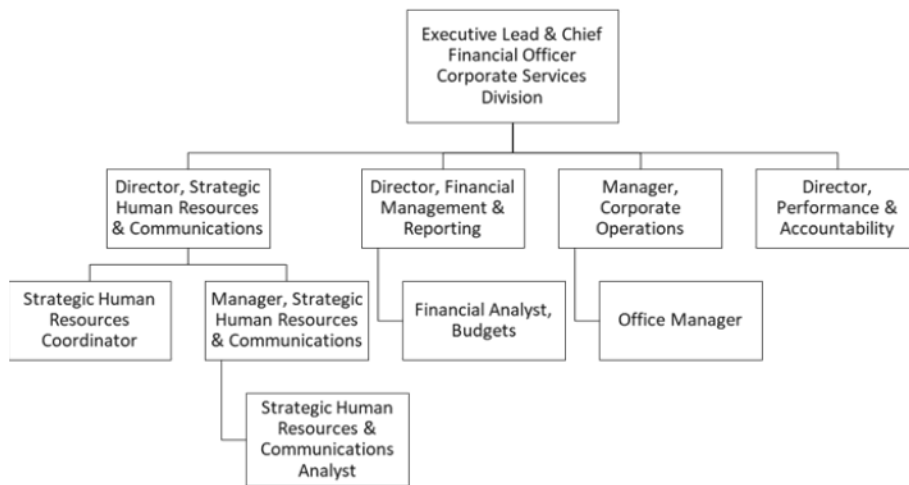 Executive Lead & Chief
Financial Officer
Corporate Services
Division
Director, Strategic
Human Resources
& Communications
Director, Financial
Management &
Reporting
Manager,
Corporate
Operations
Director,
Performance &
Accountability
Strategic Human
Resources
Coordinator
Manager, Strategic
Human Resources
& Communications
Financial Analyst,
Budgets
Office Manager
Strategic Human
Resources &
Communications
Analyst